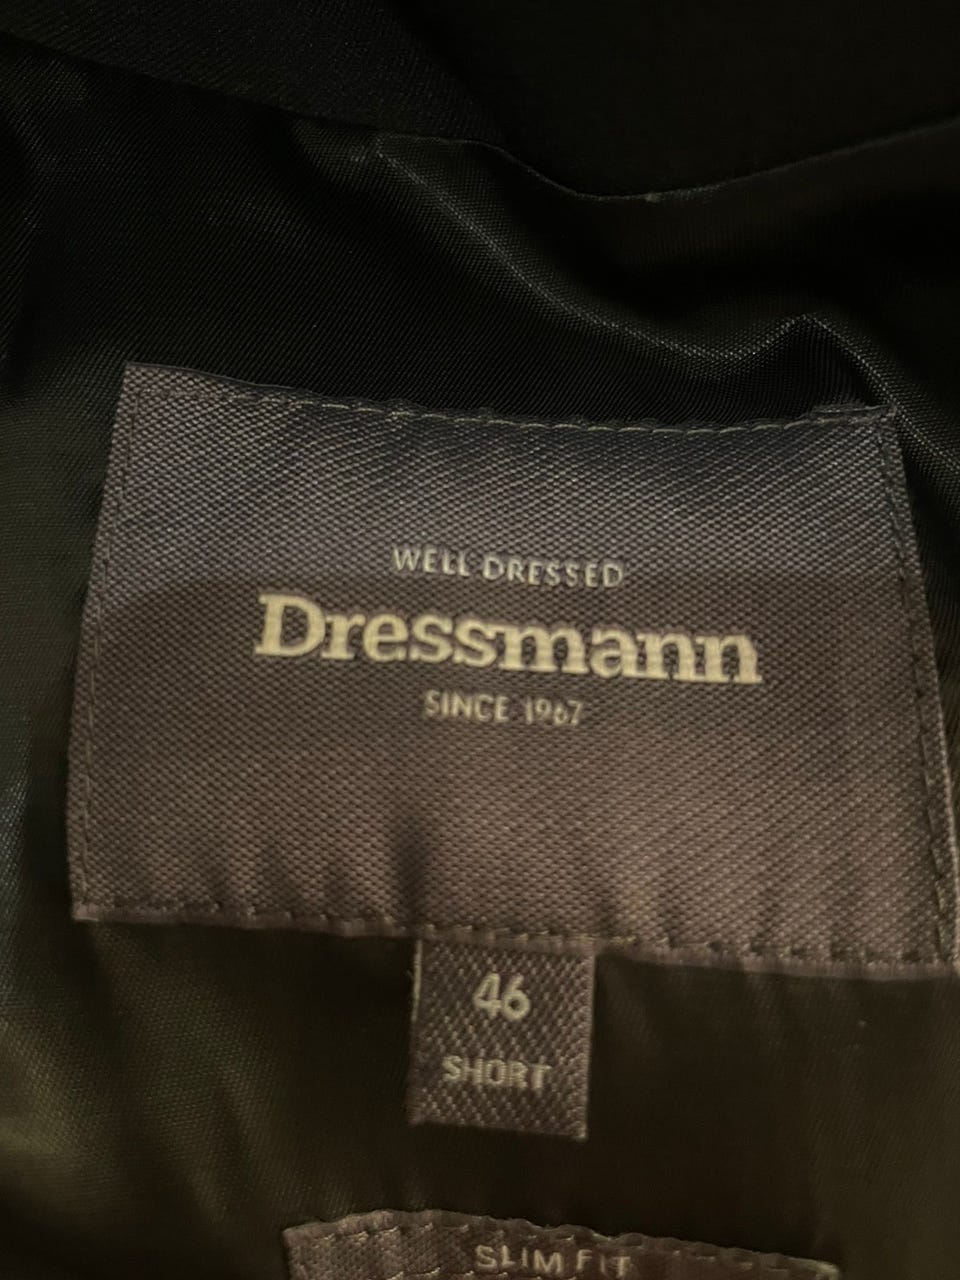 WELL DRESSED
Dressmann
SINCE 1967
46
SHORT
SLIM FIT